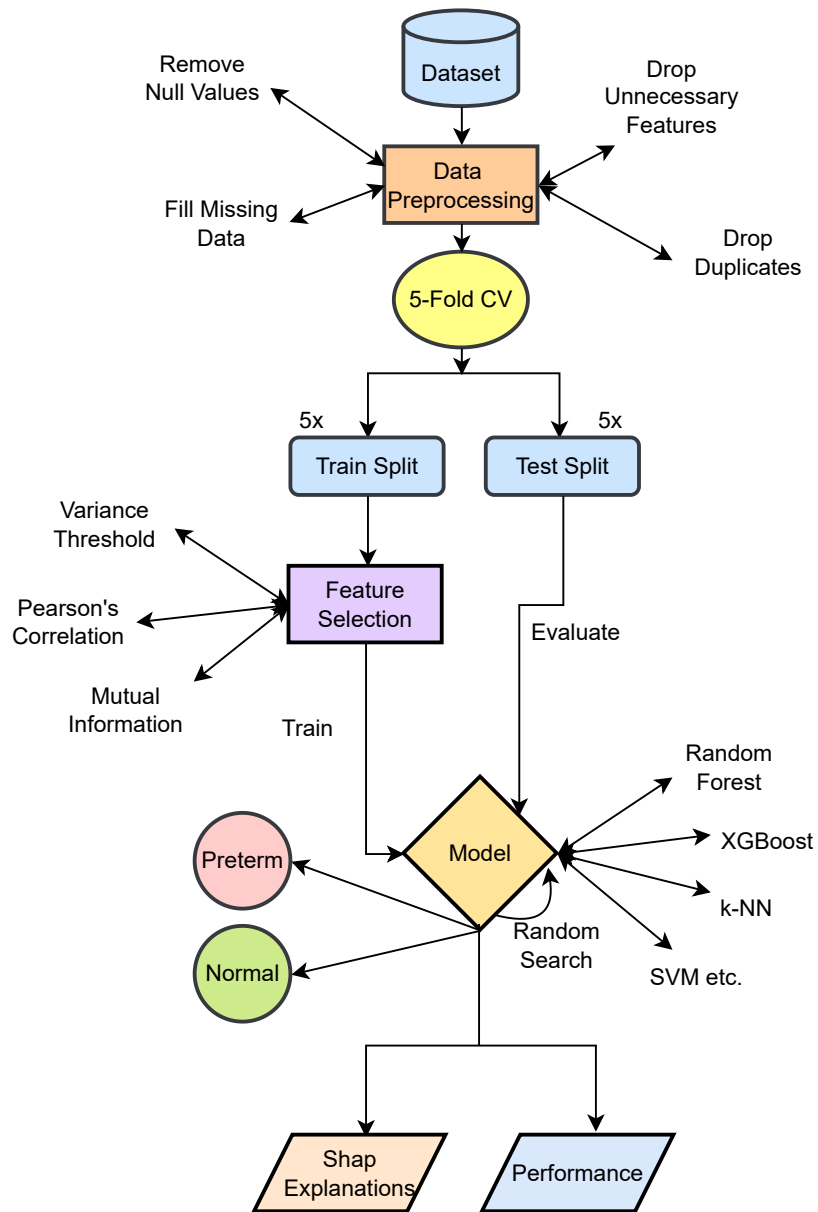 Dataset
Remove
Null Values
Drop
Unnecessary
Features
Data
Preprocessing
Fill Missing
Data
Drop
Duplicates
5-Fold CV
5x
5x
Train Split
Test Split
Variance
Threshold
Feature
Selection
Pearson's
Correlation
Mutual
Information
Evaluate
Train
Random
Forest
Model
XGBoost
Preterm
k-NN
Random
Search
Normal
SVM etc.
Shap
Explanations
Performance